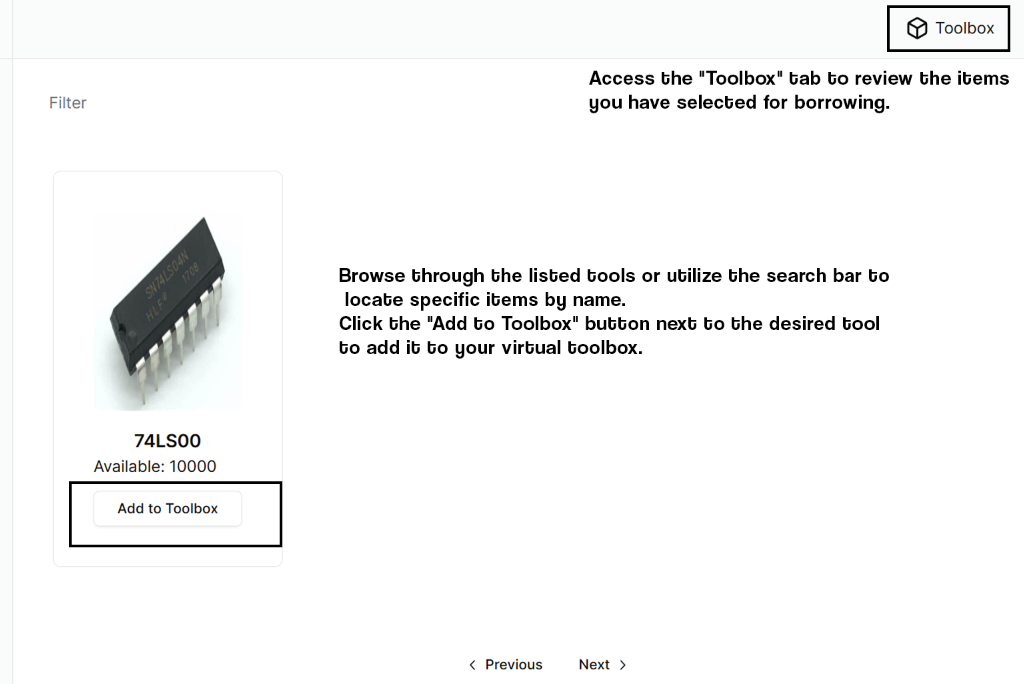 Toolbox
Access the "Toolbox" tab to review the items
you have selected for borrowing.
Filter
SN74LS04N
HLF® 1708
Browse through the listed tools or utilize the search bar to
locate specific items by name.
Click the "Add to Toolbox" button next to the desired tool
to add it to your virtual toolbox.
74LS00
Available: 10000
Add to Toolbox
Previous
Next